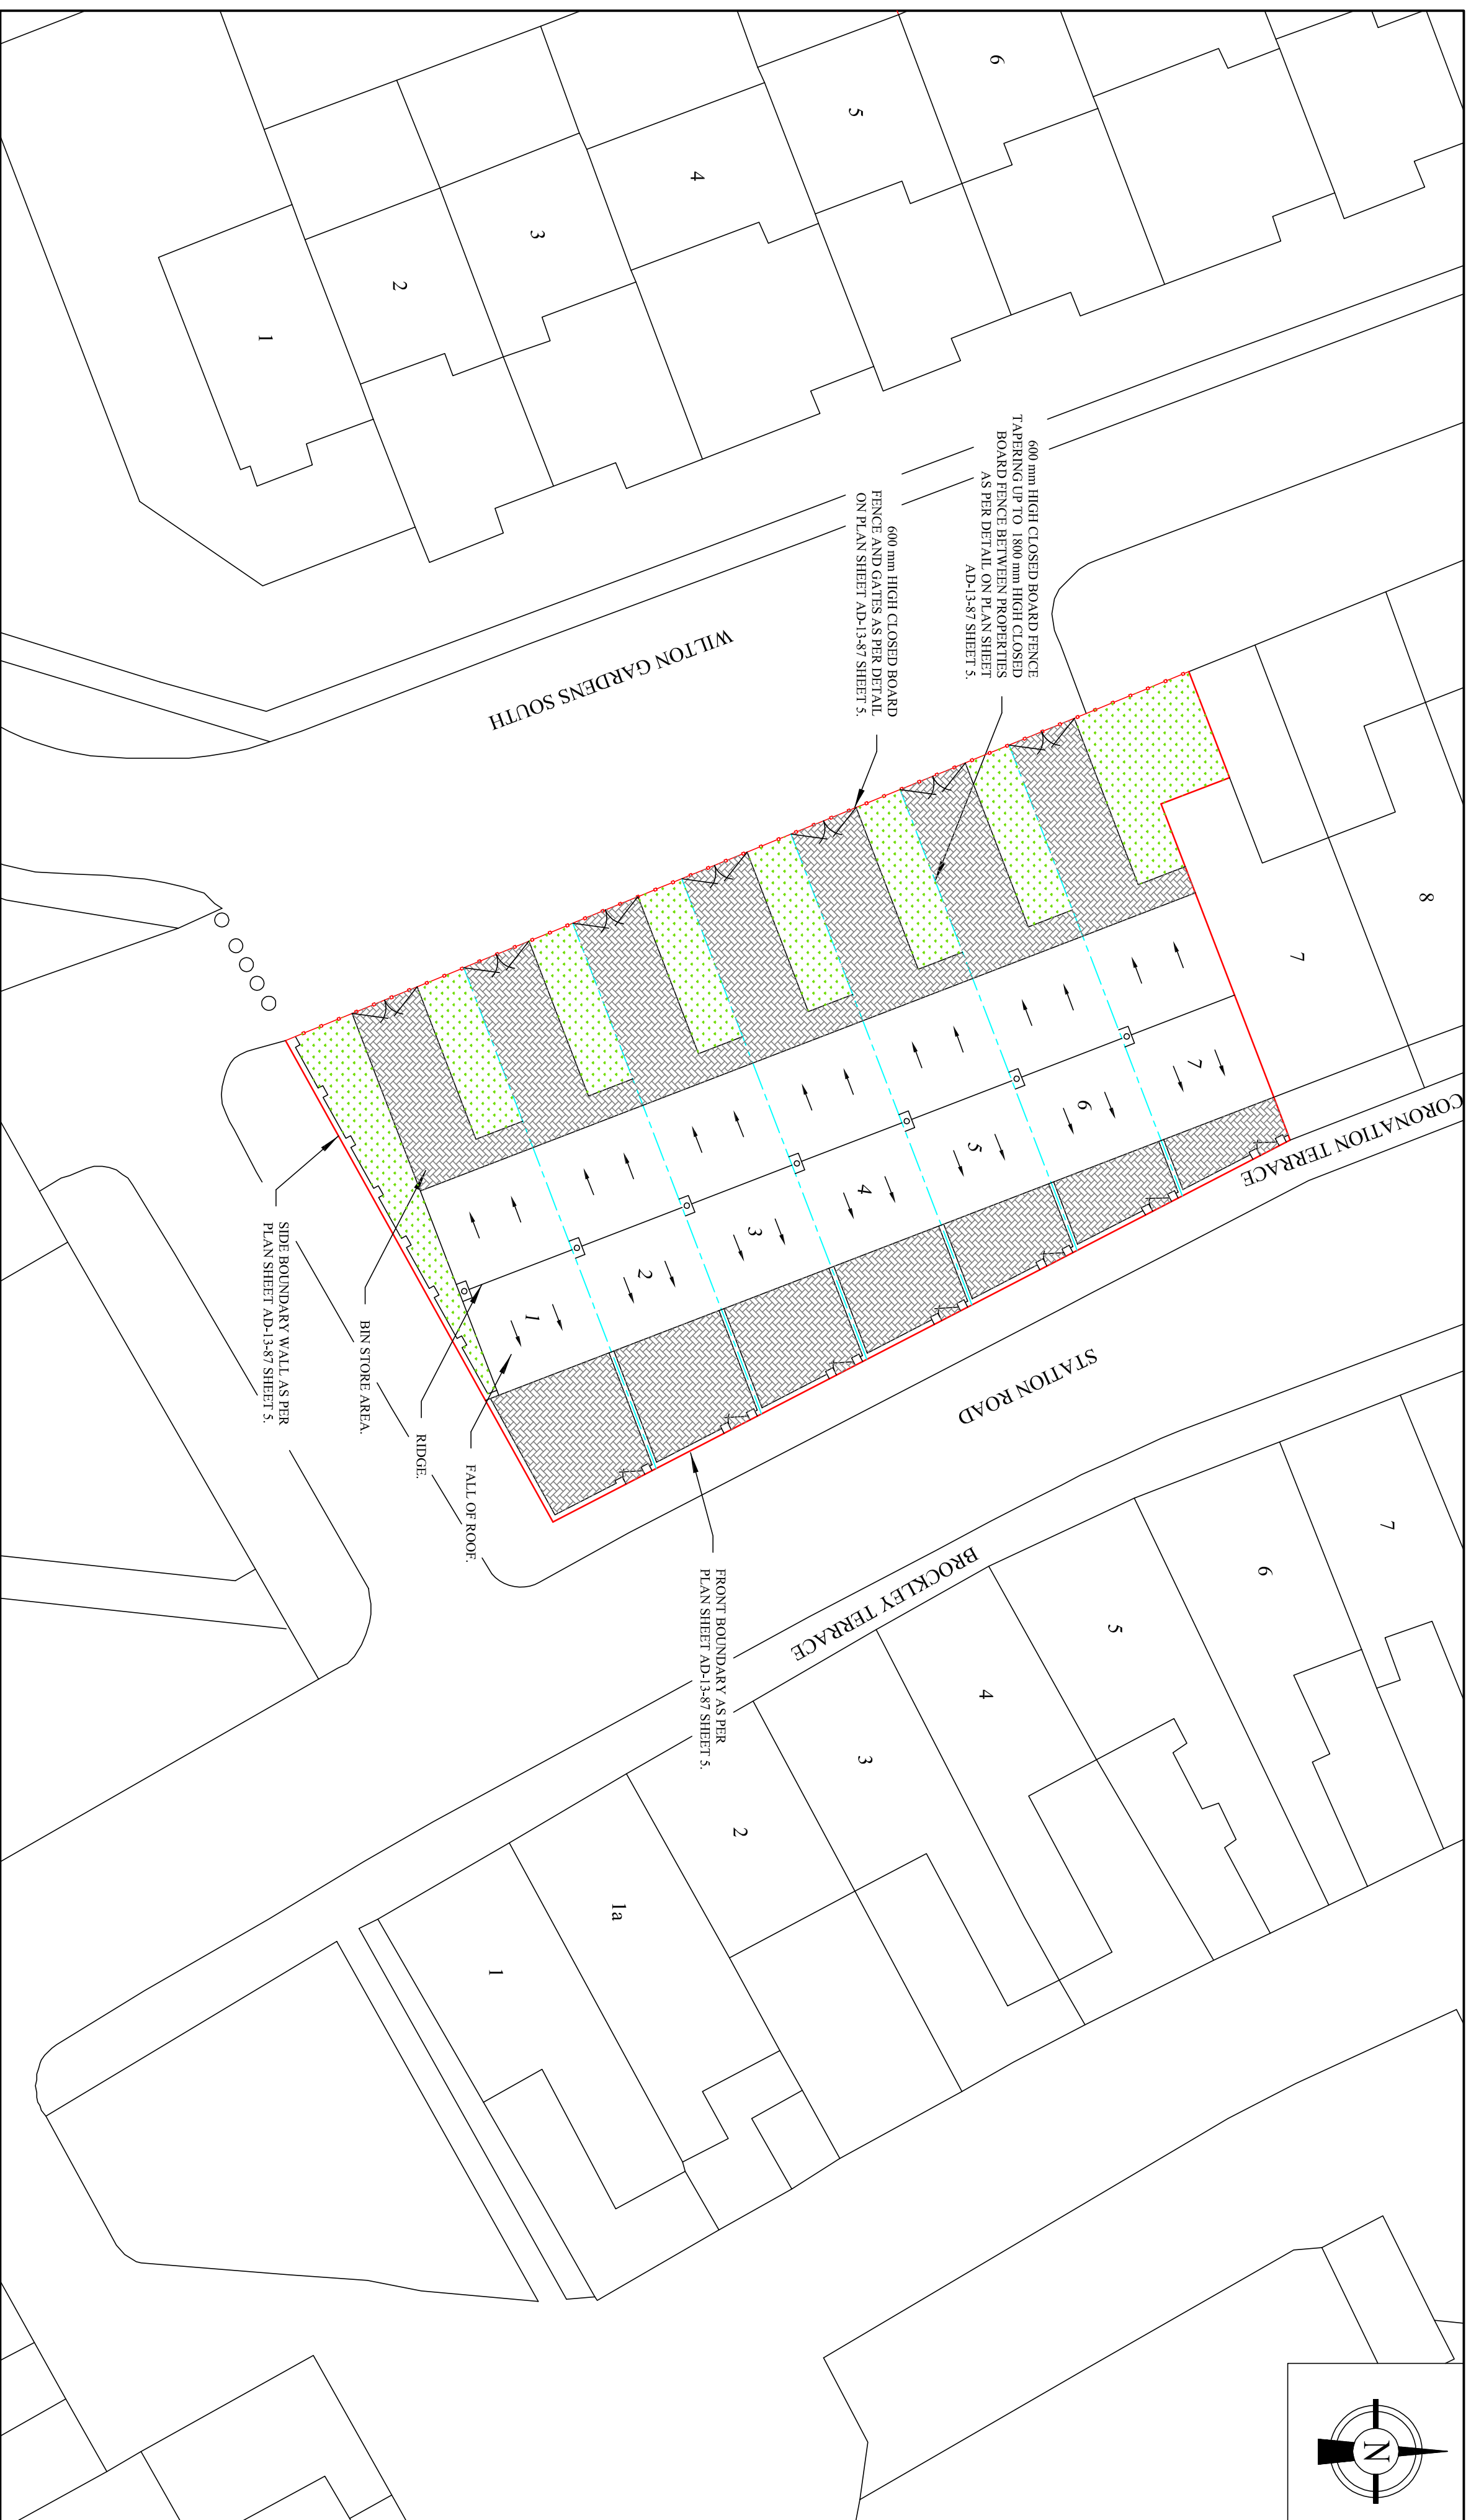 6
5
4
3
2
1
600 mm HIGH CLOSED BOARD FENCE
TAPERING UP TO 1800 mm HIGH CLOSED
BOARD FENCE BETWEEN PROPERTIES
AS PER DETAIL ON PLAN SHEET
AD-13-87 SHEET 5.
600 mm HIGH CLOSED BOARD
FENCE AND GATES AS PER DETAIL
ON PLAN SHEET AD-13-87 SHEET 5.
WILTON GARDENS SOUTH
8
7
7
6
5
4
3
2
1
CORONATION TERRACE
STATION ROAD
SIDE BOUNDARY WALL AS PER
PLAN SHEET AD-13-87 SHEET 5.
BIN STORE AREA.
RIDGE.
FALL OF ROOF.
FRONT BOUNDARY AS PER
PLAN SHEET AD-13-87 SHEET 5.
BROCKLEY TERRACE
7
6
5
4
3
2
1a
1
N